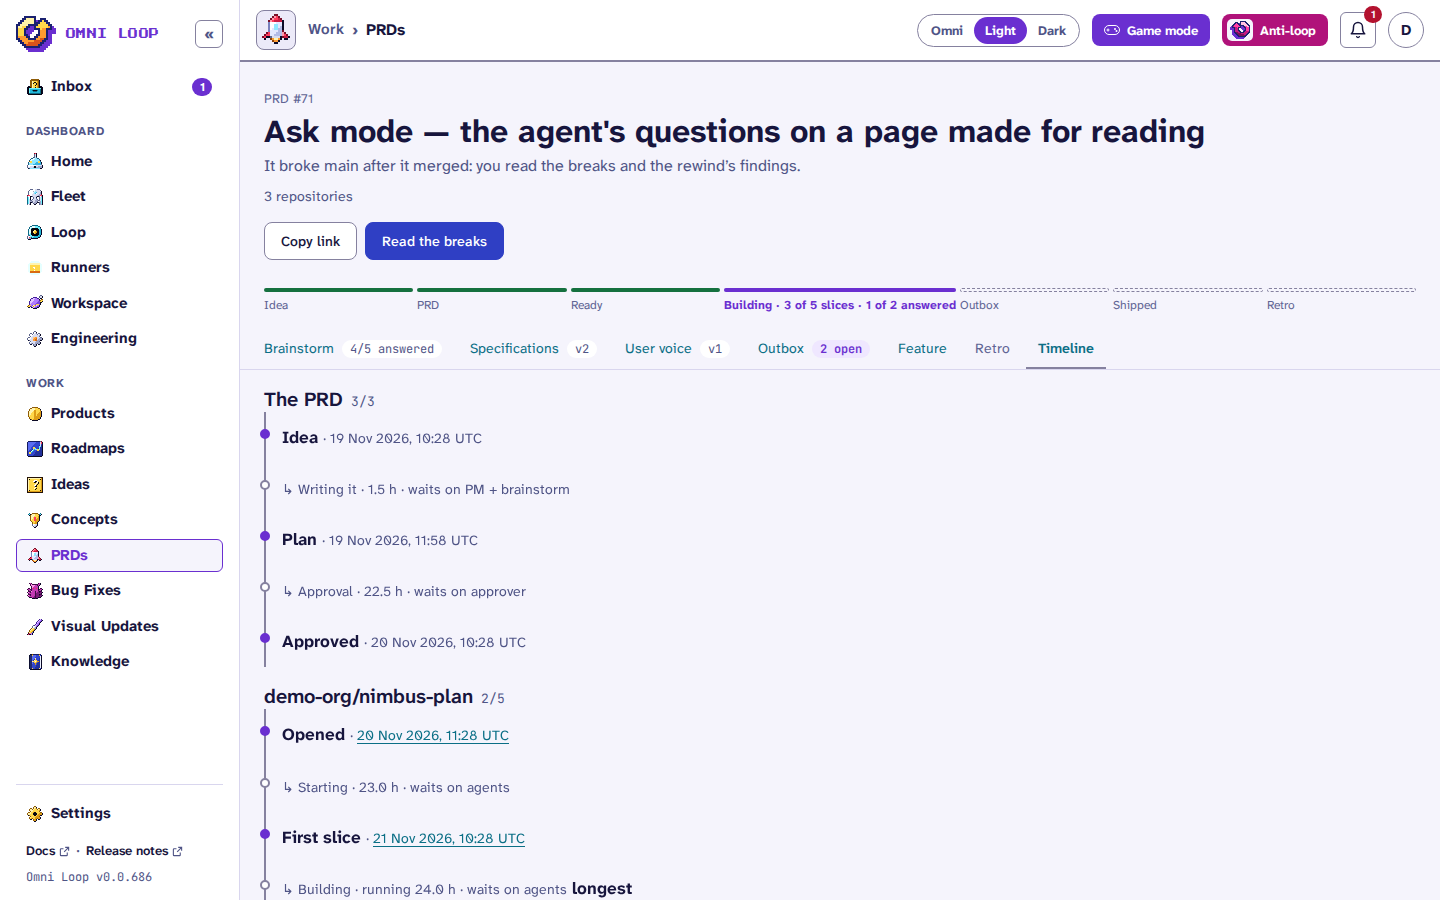 OMNI LOOP
«
Work › PRDs
Omni Light Dark
Game mode
Anti-loop
1
D
Inbox 1
DASHBOARD
Home
Fleet
Loop
Runners
Workspace
Engineering
WORK
Products
Roadmaps
Ideas
Concepts
PRDs
Bug Fixes
Visual Updates
Knowledge
Settings
Docs · Release notes
Omni Loop v0.0.686
PRD #71
Ask mode — the agent's questions on a page made for reading
It broke main after it merged: you read the breaks and the rewind’s findings.
3 repositories
Copy link Read the breaks
Idea PRD Ready Building · 3 of 5 slices · 1 of 2 answered Outbox Shipped Retro
Brainstorm 4/5 answered Specifications v2 User voice v1 Outbox 2 open Feature Retro Timeline
The PRD 3/3
Idea · 19 Nov 2026, 10:28 UTC
↳ Writing it · 1.5 h · waits on PM + brainstorm
Plan · 19 Nov 2026, 11:58 UTC
↳ Approval · 22.5 h · waits on approver
Approved · 20 Nov 2026, 10:28 UTC
demo-org/nimbus-plan 2/5
Opened · 20 Nov 2026, 11:28 UTC
↳ Starting · 23.0 h · waits on agents
First slice · 21 Nov 2026, 10:28 UTC
↳ Building · running 24.0 h · waits on agents longest